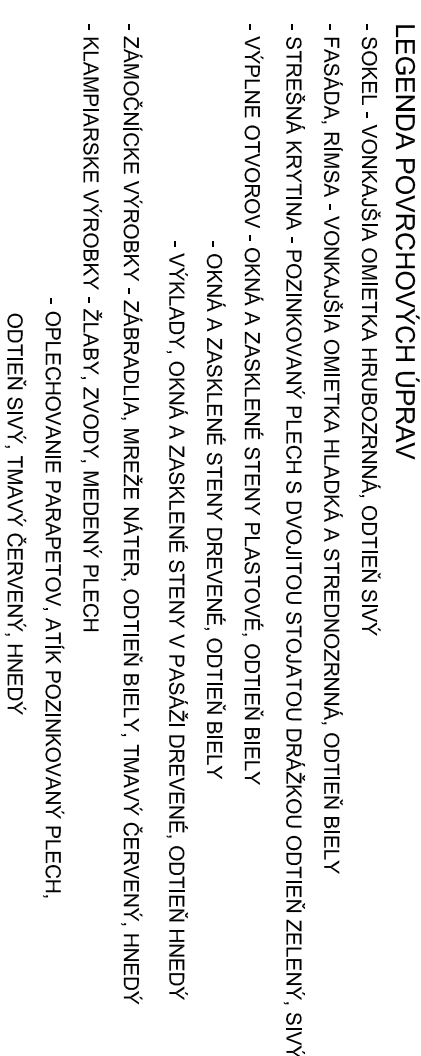 LEGENDA POVRCHOVÝCH ÚPRAV
- SOKEL - VONKAJŠIA OMIETKA HRUBOZRNNÁ, ODTIEŇ SIVÝ
- FASÁDA, RÍMSA - VONKAJŠIA OMIETKA HLADKÁ A STREDNOZRNNÁ, ODTIEŇ BIELY
- STREŠNÁ KRYTINA - POZINKOVANÝ PLECH S DVOJITOU STOJATOU DRÁŽKOU ODTIEŇ ZELENÝ, SIVÝ
- VÝPLNE OTVOROV - OKNÁ A ZASKLENÉ STENY PLASTOVÉ, ODTIEŇ BIELY
- OKNÁ A ZASKLENÉ STENY DREVENÉ, ODTIEŇ BIELY
- VÝKLADY, OKNÁ A ZASKLENÉ STENY V PASÁŽI DREVENÉ, ODTIEŇ HNEDÝ
- ZÁMOČNÍCKE VÝROBKY - ZÁBRADLIA, MREŽE NÁTER, ODTIEŇ BIELY, TMAVÝ ČERVENÝ, HNEDÝ
- KLAMPIARSKE VÝROBKY - ŽLABY, ZVODY, MEDENÝ PLECH
- OPLECHOVANIE PARAPETOV, ATÍK POZINKOVANÝ PLECH,
ODTIEŇ SIVÝ, TMAVÝ ČERVENÝ, HNEDÝ